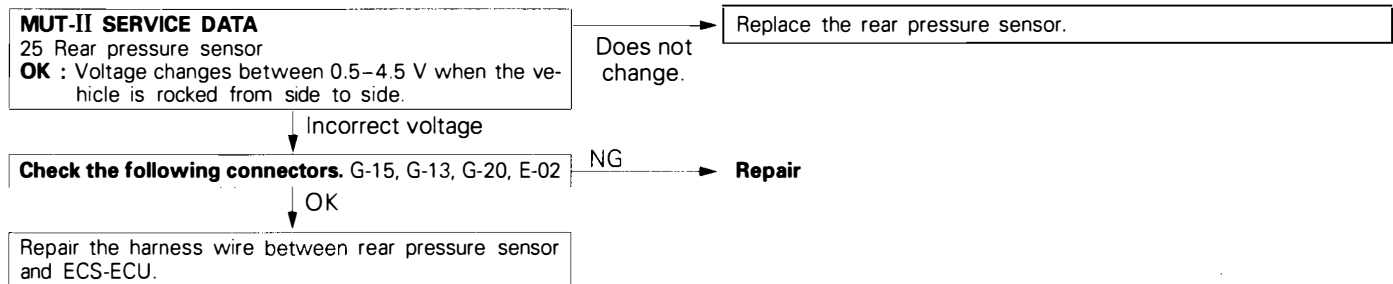 MUT-II SERVICE DATA
25 Rear pressure sensor
OK : Voltage changes between 0.5–4.5 V when the ve-
hicle is rocked from side to side.
Does not
change.
Replace the rear pressure sensor.
Incorrect voltage
Check the following connectors. G-15, G-13, G-20, E-02
NG
Repair
OK
Repair the harness wire between rear pressure sensor
and ECS-ECU.